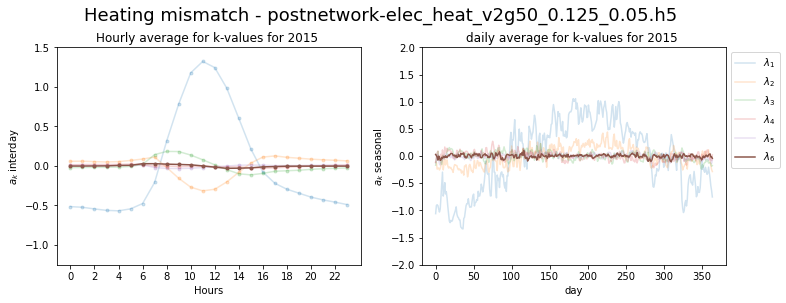 Heating mismatch - postnetwork-elec_heat_v2g50_0.125_0.05.h5
Hourly average for k-values for 2015
1.5
1.0
0.5
0.0
−0.5
−1.0
a_k interday
0 2 4 6 8 10 12 14 16 18 20 22
Hours
daily average for k-values for 2015
2.0
1.5
1.0
0.5
0.0
−0.5
−1.0
−1.5
−2.0
a_k seasonal
0 50 100 150 200 250 300 350
day
λ₁
λ₂
λ₃
λ₄
λ₅
λ₆